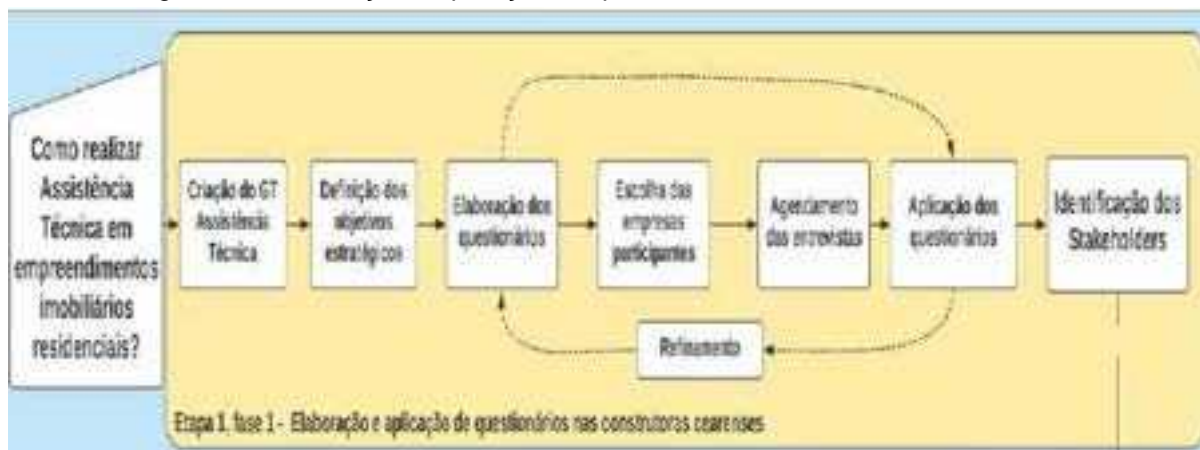 Como realizar
Assistência
Técnica em
empreendimentos
imobiliários
residenciais?
Criação do GT
Assistência
Técnica
Definição dos
objetivos
estratégicos
Elaboração dos
questionários
Escolha das
empresas
participantes
Agendamento
das entrevistas
Aplicação dos
questionários
Identificação dos
Stakeholders
Refinamento
Etapa 1, fase 1 - Elaboração e aplicação de questionários nas construtoras cearenses